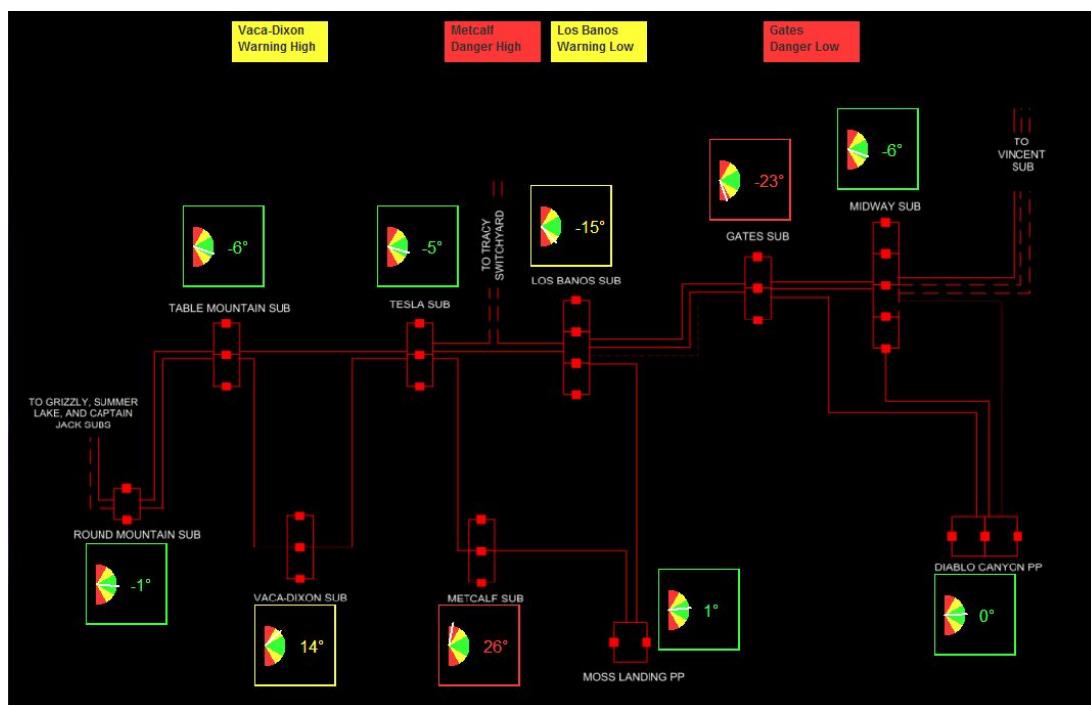 Vaca-Dixon
Warning High
Metcalf
Danger High
Los Banos
Warning Low
Gates
Danger Low
-6°
TO
VINCENT
SUB
-23°
MIDWAY SUB
-6°
-5°
TO TRACY
SWITCHYARD
-15°
GATES SUB
LOS BANOS SUB
TABLE MOUNTAIN SUB
TESLA SUB
TO GRIZZLY, SUMMER
LAKE, AND CAPTAIN
JACK SUBS
ROUND MOUNTAIN SUB
-1°
VACA-DIXON SUB
14°
METCALF SUB
26°
1°
MOSS LANDING PP
DIABLO CANYON PP
0°